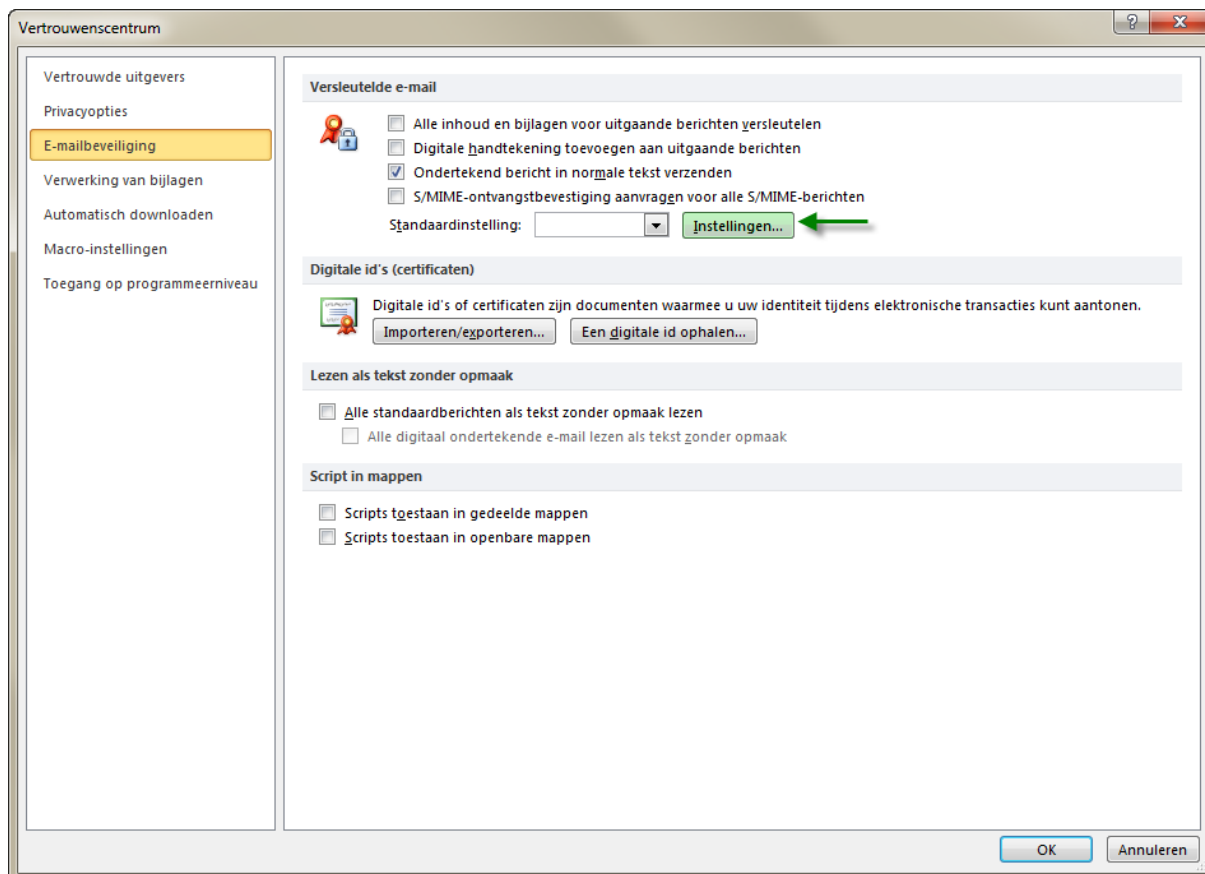 Vertrouwenscentrum
Vertrouwde uitgevers
Privacyopties
E-mailbeveiliging
Verwerking van bijlagen
Automatisch downloaden
Macro-instellingen
Toegang op programmeerniveau
Versleutelde e-mail
Alle inhoud en bijlagen voor uitgaande berichten versleutelen
Digitale handtekening toevoegen aan uitgaande berichten
Ondertekend bericht in normale tekst verzenden
S/MIME-ontvangstbevestiging aanvragen voor alle S/MIME-berichten
Standaardinstelling: Instellingen...
Digitale id's (certificaten)
Digitale id's of certificaten zijn documenten waarmee u uw identiteit tijdens elektronische transacties kunt aantonen.
Importeren/exporteren... Een digitale id ophalen...
Lezen als tekst zonder opmaak
Alle standaardberichten als tekst zonder opmaak lezen
Alle digitaal ondertekende e-mail lezen als tekst zonder opmaak
Script in mappen
Scripts toestaan in gedeelde mappen
Scripts toestaan in openbare mappen
OK Annuleren